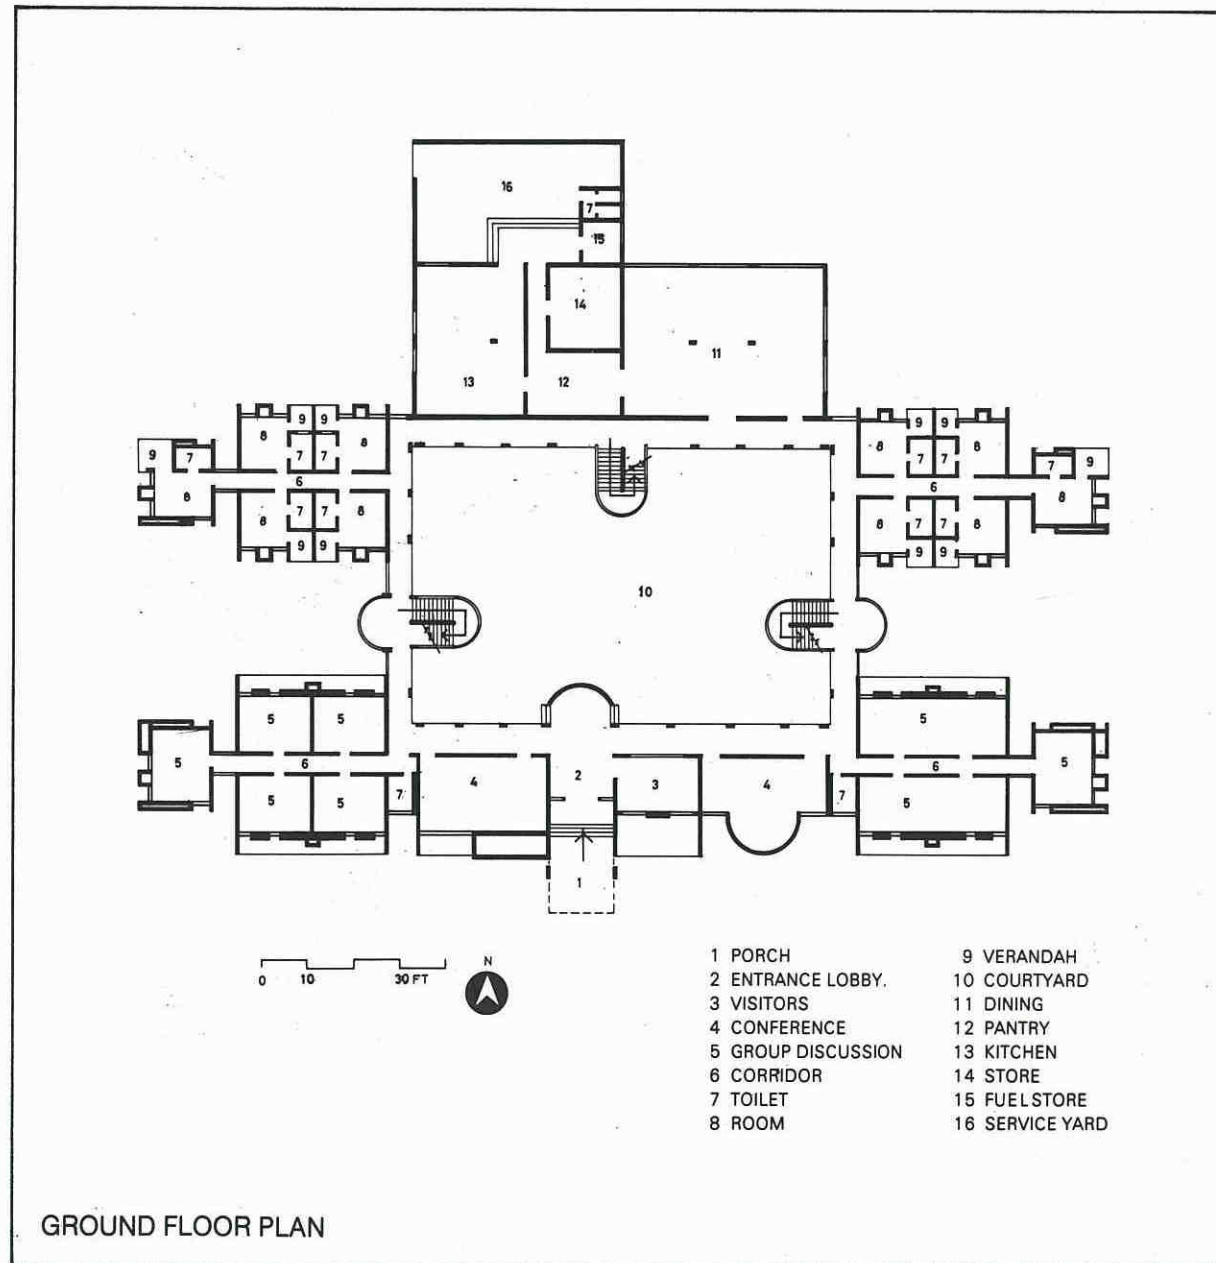 16
7
15
14
11
13 12
9 9 9 9
8 8 8 8
9 7 7 7 7 7 7 9
6 6
8 8
7 7 7 7
8 8 8 8
9 9 9 9
10
5 5 5
5 6 6 5
4 2 3 4
7 7
5 5 5
1
N
0 10 30 FT
1 PORCH
2 ENTRANCE LOBBY.
3 VISITORS
4 CONFERENCE
5 GROUP DISCUSSION
6 CORRIDOR
7 TOILET
8 ROOM
9 VERANDAH
10 COURTYARD
11 DINING
12 PANTRY
13 KITCHEN
14 STORE
15 FUEL STORE
16 SERVICE YARD
GROUND FLOOR PLAN